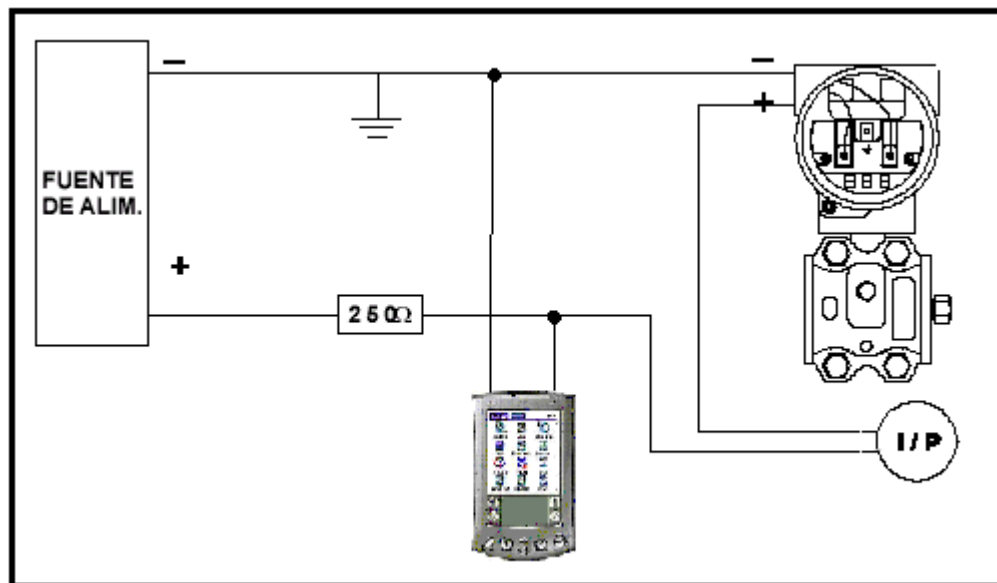 −
−
+
FUENTE
DE ALIM.
+
250Ω
I/P